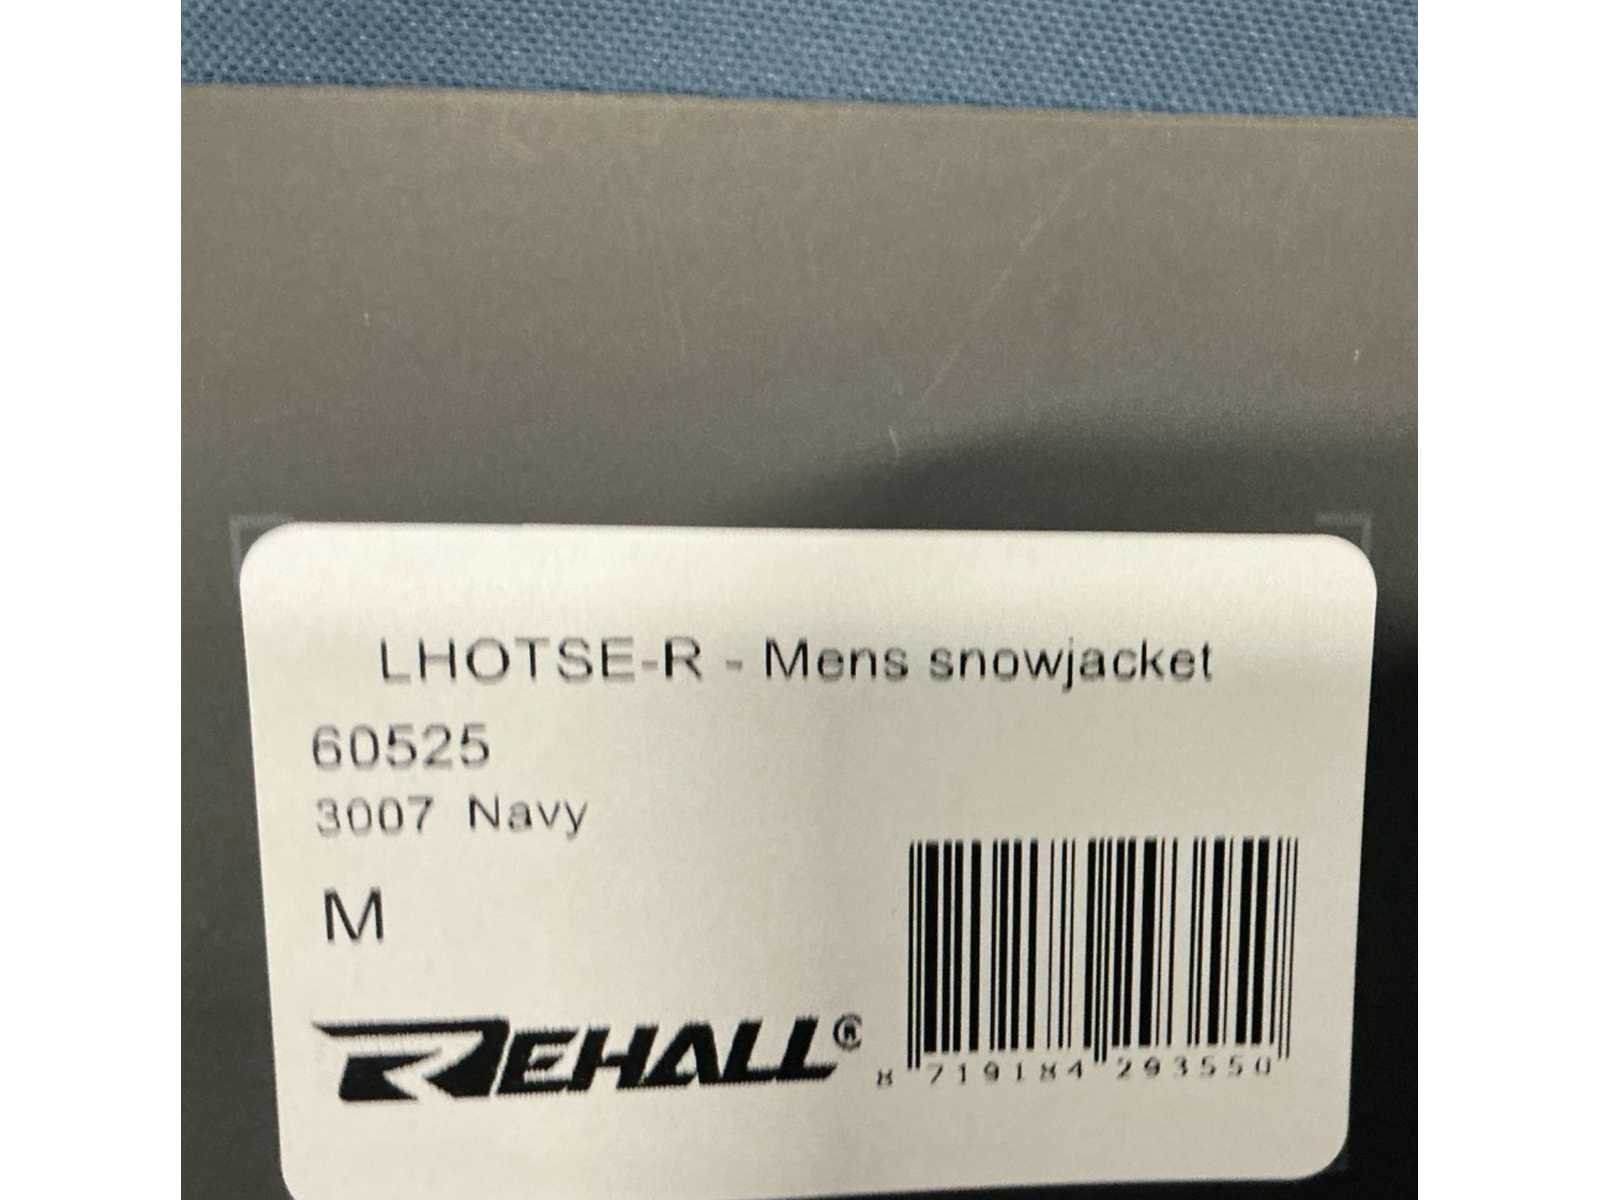 LHOTSE-R - Mens snowjacket
60525
3007 Navy
M
REHALL®
8 719184 293550